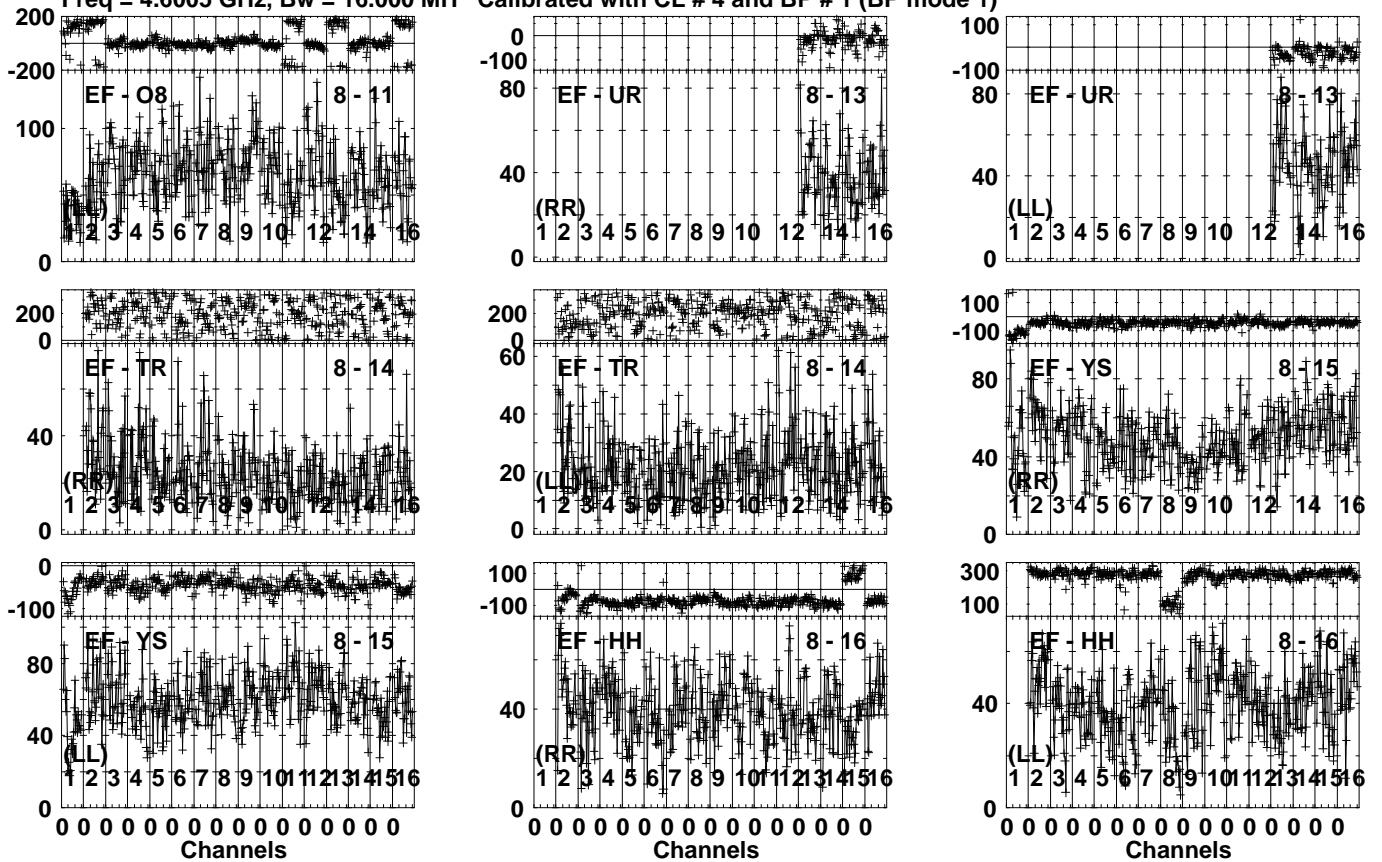 Freq = 4.6005 GHz, Bw = 16.000 MH Calibrated with CL # 4 and BP # 1 (BP mode 1)
200
-200
EF - O8 8 - 11
100
(LL)
1 2 3 4 5 6 7 8 9 10 12 14 16
0
0
-100
80
EF - UR 8 - 13
40
(RR)
1 2 3 4 5 6 7 8 9 10 12 14 16
0
100
-100
80
EF - UR 8 - 13
40
(LL)
1 2 3 4 5 6 7 8 9 10 12 14 16
0
200
0
EF - TR 8 - 14
40
(RR)
1 2 3 4 5 6 7 8 9 10 12 14 16
0
200
0
60
EF - TR 8 - 14
40
20
(LL)
1 2 3 4 5 6 7 8 9 10 12 14 16
0
100
-100
EF - YS 8 - 15
80
40
(RR)
1 2 3 4 5 6 7 8 9 10 12 14 16
0
0
-100
EF - YS 8 - 15
80
40
(LL)
1 2 3 4 5 6 7 8 9 10 11 12 13 14 15 16
0
0 0 0 0 0 0 0 0 0 0 0 0 0 0 0 0
Channels
100
-100
EF - HH 8 - 16
40
(RR)
1 2 3 4 5 6 7 8 9 10 11 12 13 14 15 16
0
0 0 0 0 0 0 0 0 0 0 0 0 0 0 0 0
Channels
300
100
EF - HH 8 - 16
40
(LL)
1 2 3 4 5 6 7 8 9 10 11 12 13 14 15 16
0
0 0 0 0 0 0 0 0 0 0 0 0 0 0 0 0
Channels